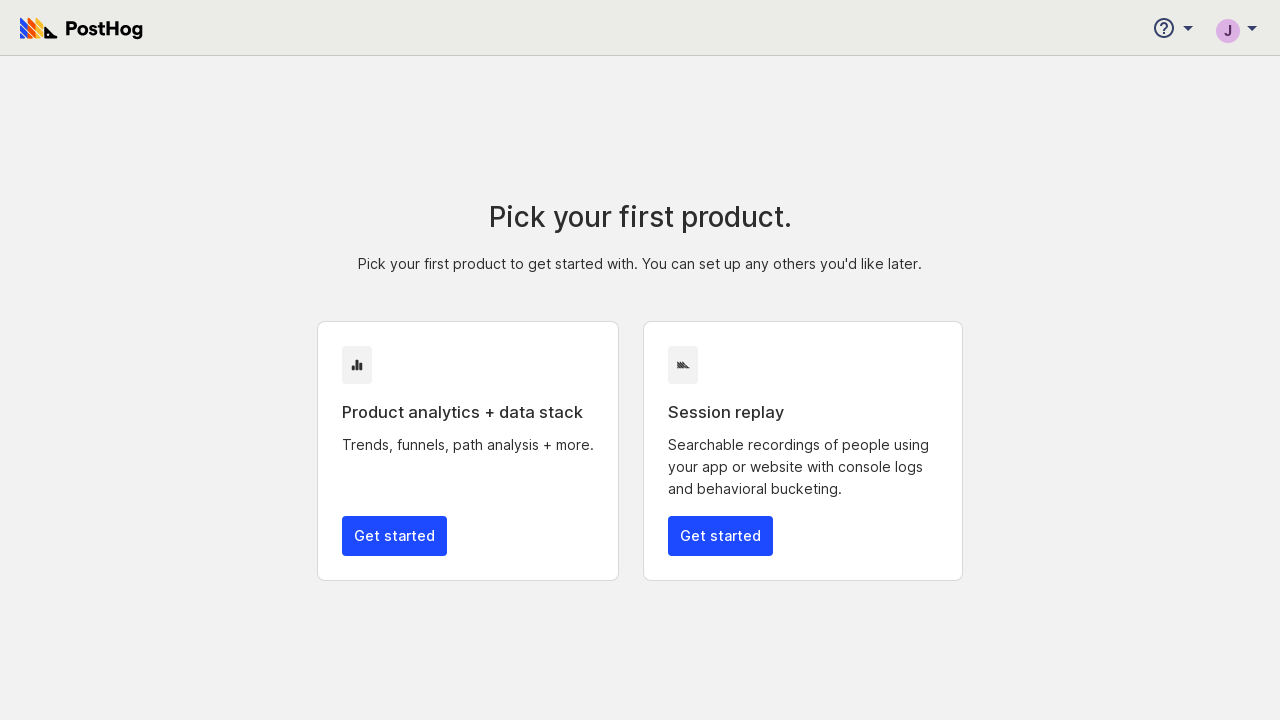 PostHog
J
Pick your first product.
Pick your first product to get started with. You can set up any others you'd like later.
Product analytics + data stack
Trends, funnels, path analysis + more.
Get started
Session replay
Searchable recordings of people using
your app or website with console logs
and behavioral bucketing.
Get started